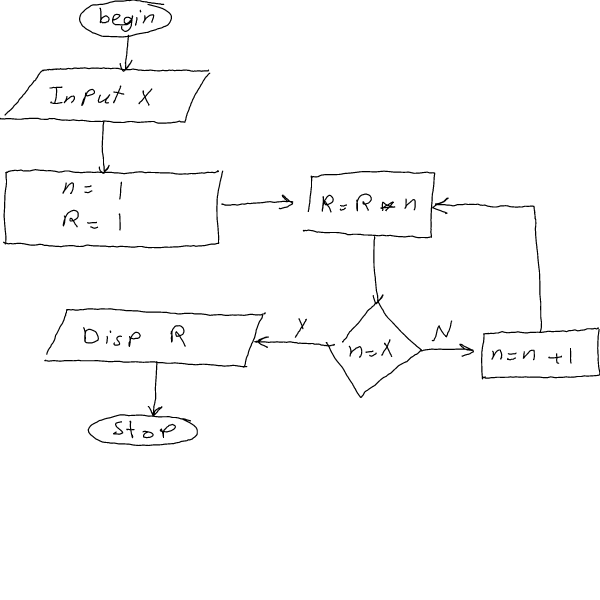 begin
Input X
n = 1
R = 1
R = R * n
n = X
Y
N
n = n + 1
Disp R
Stop